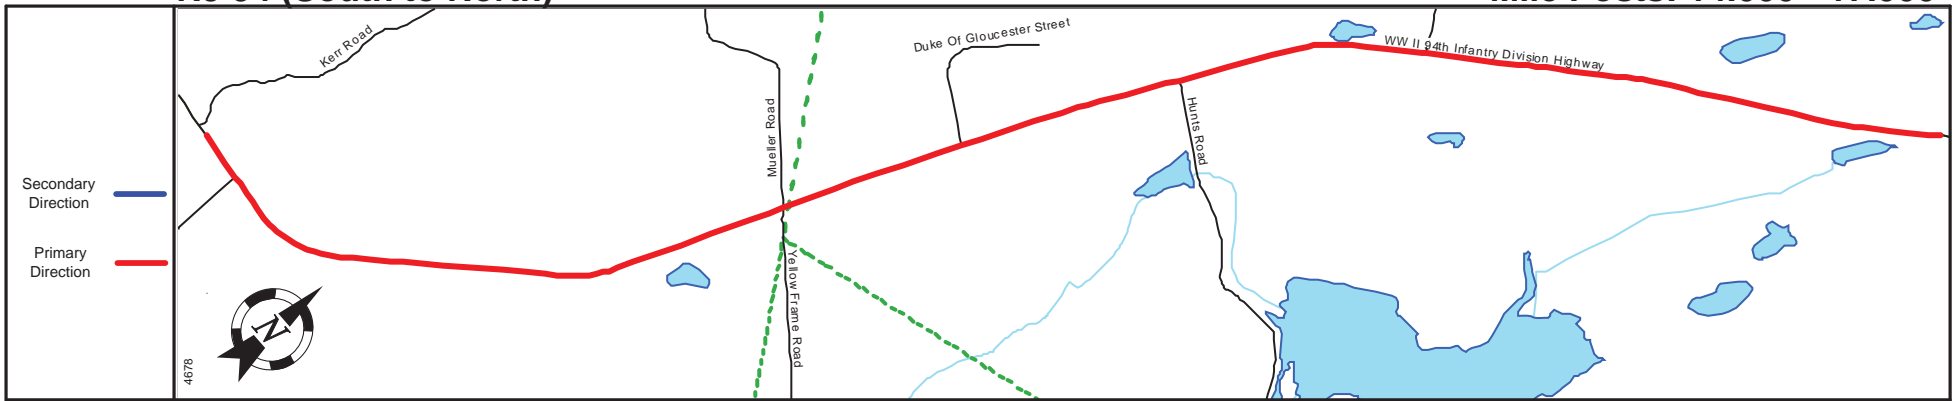 Kerr Road
Duke Of Gloucester Street
WW II 94th Infantry Division Highway
Mueller Road
Hunts Road
Secondary
Direction
Primary
Direction
Yellow Frame Road
N
4678